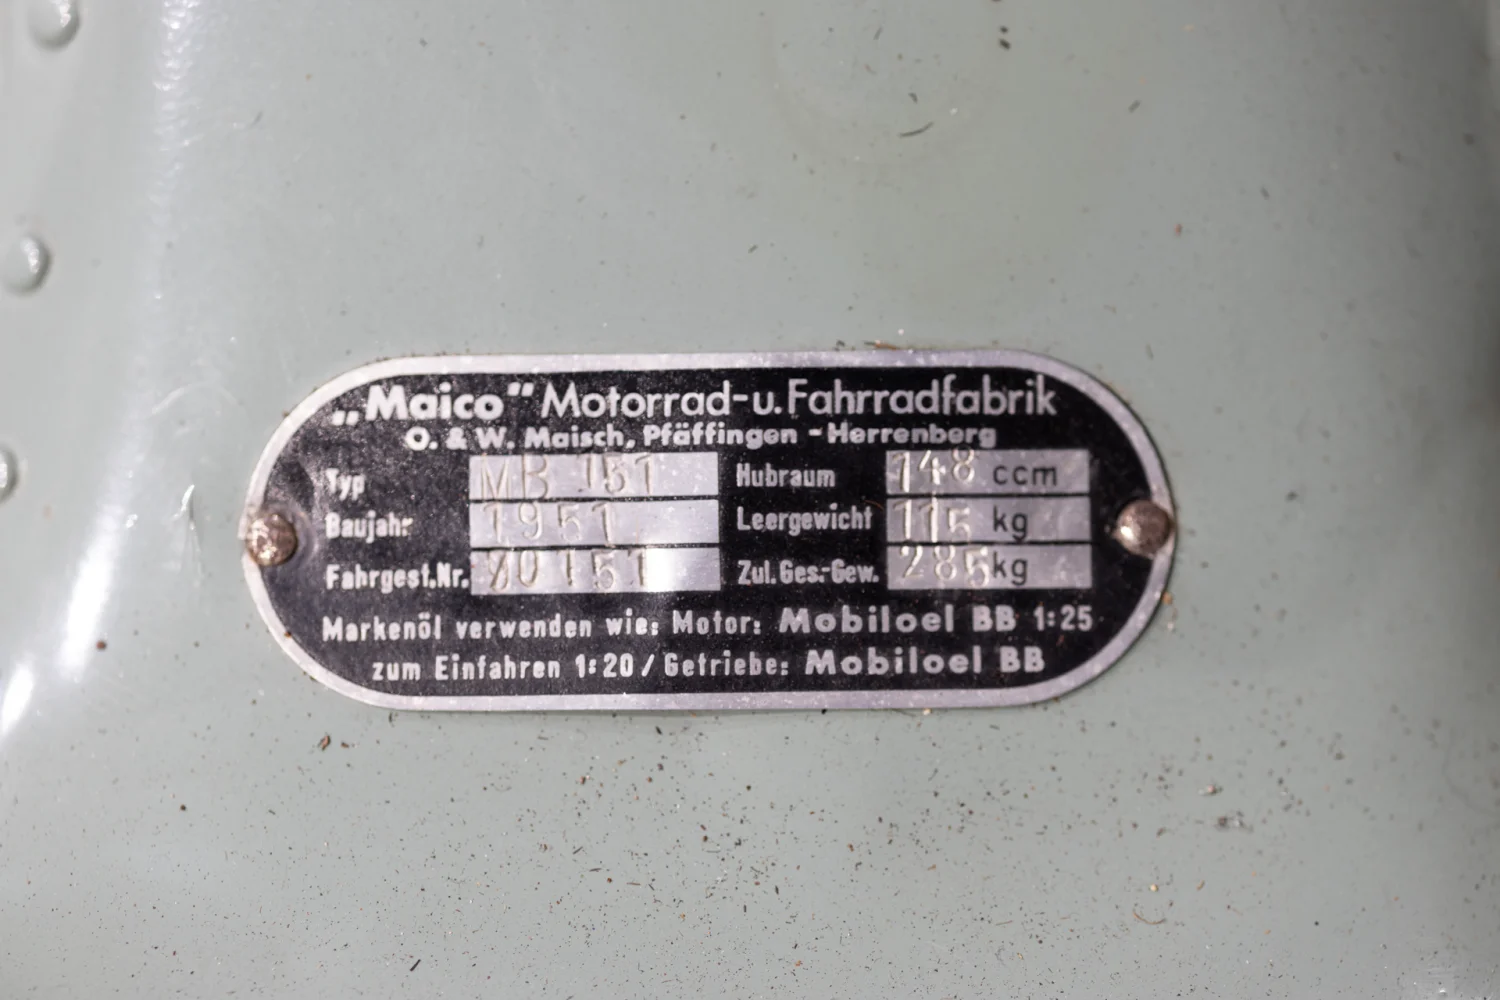 „Maico" Motorrad-u. Fahrradfabrik
O. & W. Maisch, Pfäffingen - Herrenberg
Typ MB 151 Hubraum 148 ccm
Baujahr 1951 Leergewicht 115 kg
Fahrgest.Nr. Zul.Ges.-Gew. 285 kg
Markenöl verwenden wie: Motor: Mobiloel BB 1:25
zum Einfahren 1:20 / Getriebe: Mobiloel BB